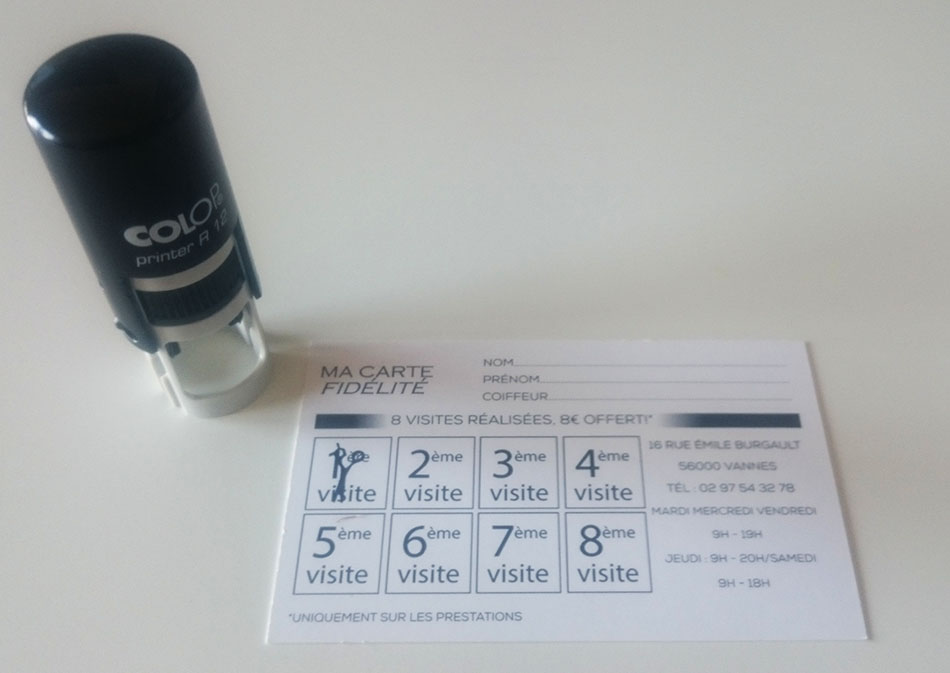 COLOP
printer R 12
MA CARTE
FIDÉLITÉ
NOM
PRÉNOM
COIFFEUR
8 VISITES RÉALISÉES, 8€ OFFERT!*
1ère
visite
2ème
visite
3ème
visite
4ème
visite
5ème
visite
6ème
visite
7ème
visite
8ème
visite
16 RUE ÉMILE BURGAULT
56000 VANNES
TÉL : 02 97 54 32 78
MARDI MERCREDI VENDREDI
9H - 19H
JEUDI : 9H - 20H/SAMEDI
9H - 18H
*UNIQUEMENT SUR LES PRESTATIONS